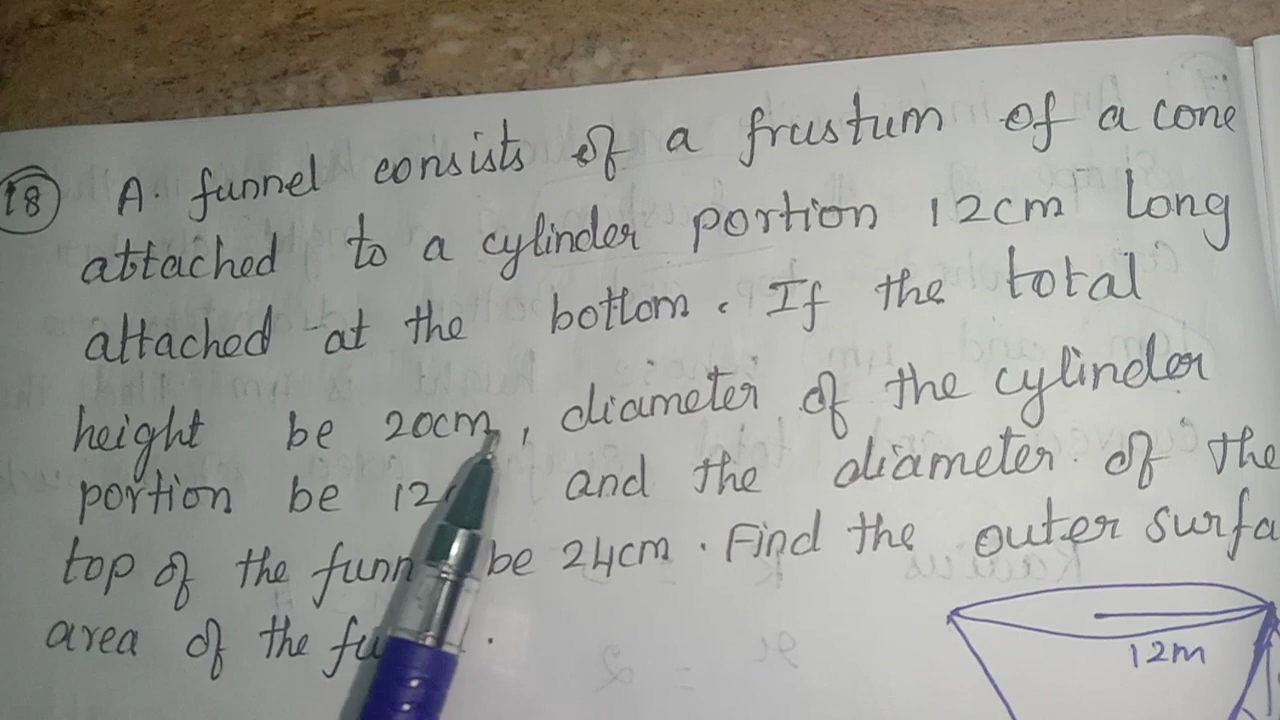 18 A. funnel consists of a frustum of a cone
attached to a cylinder portion 12cm long
attached at the bottom. If the total
height be 20cm, diameter of the cylinder
portion be and the diameter of the
top of the be 24cm. Find the outer
area of the
12m